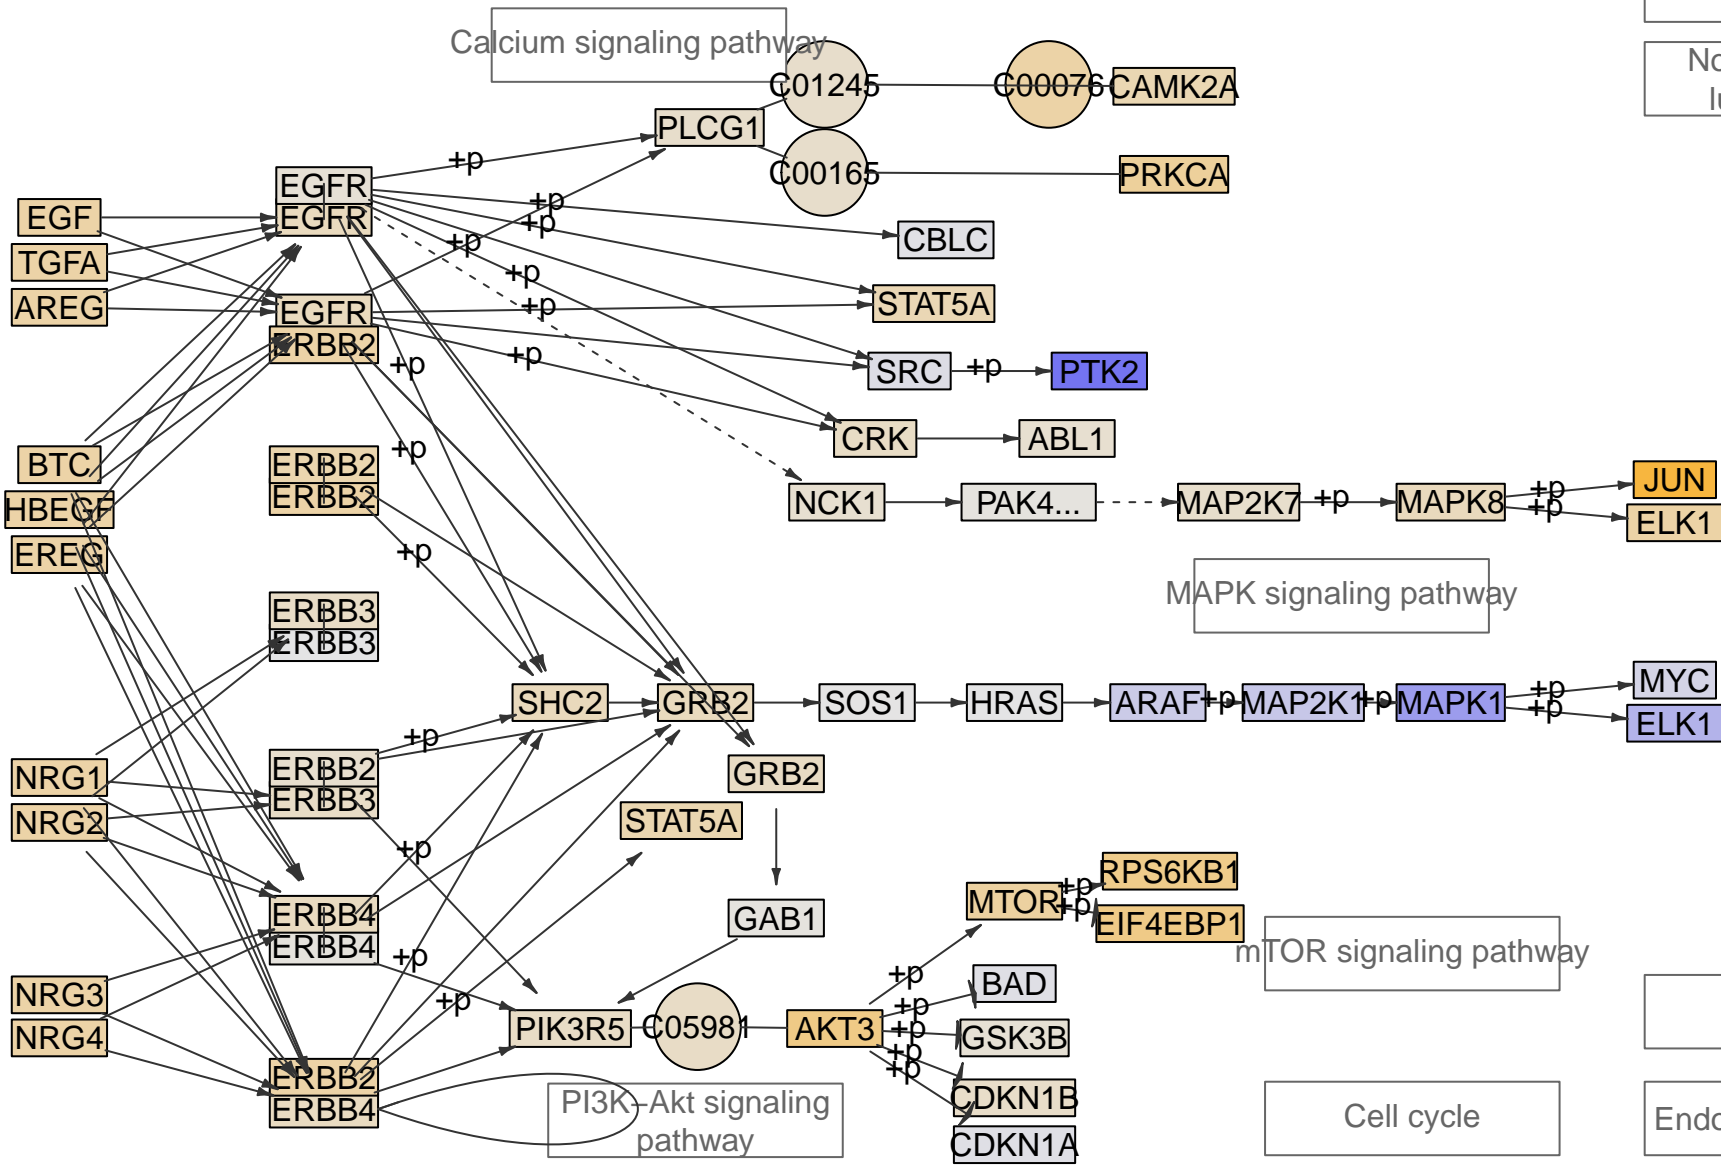 Calcium signaling pathway
C01245
C00076
CAMK2A
No
lu
PLCG1
+p
C00165
PRKCA
EGFR
EGFR
+p
+p
EGF
CBLC
TGFA
+p
+p
AREG
EGFR
+p
STAT5A
ERBB2
+p
+p
SRC
+p
PTK2
CRK
ABL1
BTC
ERBB2
+p
ERBB2
HBEGF
NCK1
PAK4...
MAP2K7
+p
MAPK8
+p
+p
JUN
ELK1
EREG
+p
ERBB3
ERBB3
MAPK signaling pathway
SHC2
GRB2
SOS1
HRAS
ARAF
+p
MAP2K1
+p
MAPK1
+p
+p
MYC
ELK1
+p
NRG1
ERBB2
ERBB3
GRB2
NRG2
STAT5A
+p
ERBB4
ERBB4
GAB1
MTOR
+p
+p
RPS6KB1
EIF4EBP1
+p
mTOR signaling pathway
NRG3
NRG4
+p
PIK3R5
C05981
AKT3
+p
+p
+p
+p
+p
BAD
GSK3B
ERBB2
ERBB4
PI3K–Akt signaling
pathway
CDKN1B
CDKN1A
Cell cycle
Endo